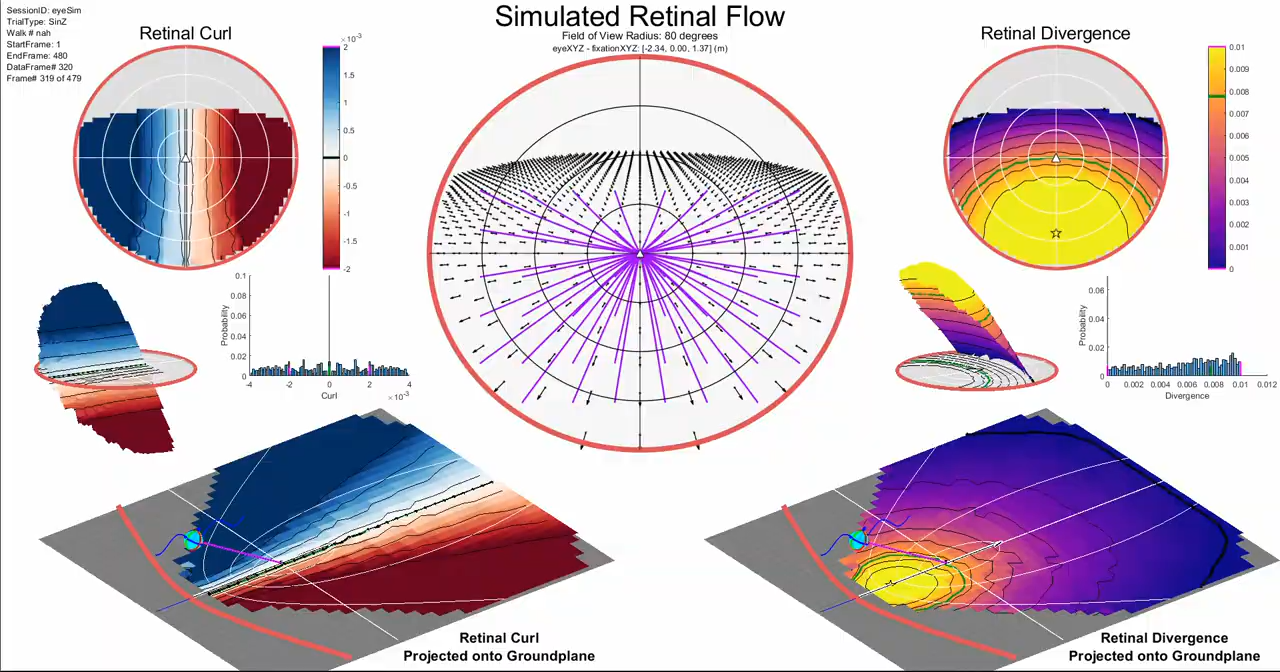 SessionID: eyeSim
TrialType: SinZ
Walk # nah
StartFrame: 1
EndFrame: 480
DataFrame# 320
Frame# 319 of 479
Simulated Retinal Flow
Field of View Radius: 80 degrees
eyeXYZ - fixationXYZ: [-2.34, 0.00, 1.37] (m)
Retinal Curl
×10⁻³
2
1.5
1
0.5
0
-0.5
-1
-1.5
-2
Retinal Divergence
0.01
0.009
0.008
0.007
0.006
0.005
0.004
0.003
0.002
0.001
0
0.1
0.08
0.06
0.04
0.02
0
Probability
-4 -2 0 2 4
Curl
×10⁻³
0.06
0.04
0.02
0
Probability
0 0.002 0.004 0.006 0.008 0.01 0.012
Divergence
Retinal Curl
Projected onto Groundplane
Retinal Divergence
Projected onto Groundplane